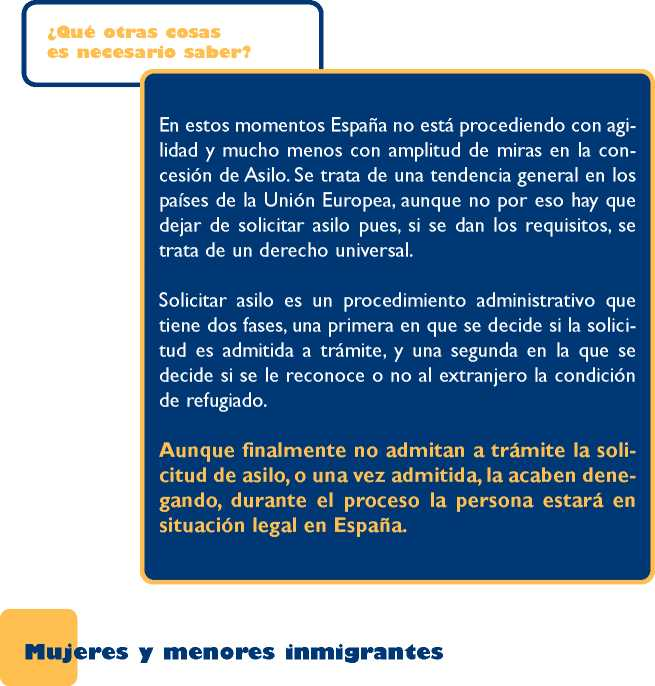 ¿Qué otras cosas
es necesario saber?
En estos momentos España no está procediendo con agi-
lidad y mucho menos con amplitud de miras en la con-
cesión de Asilo. Se trata de una tendencia general en los
países de la Unión Europea, aunque no por eso hay que
dejar de solicitar asilo pues, si se dan los requisitos, se
trata de un derecho universal.
Solicitar asilo es un procedimiento administrativo que
tiene dos fases, una primera en que se decide si la solici-
tud es admitida a trámite, y una segunda en la que se
decide si se le reconoce o no al extranjero la condición
de refugiado.
Aunque finalmente no admitan a trámite la soli-
citud de asilo, o una vez admitida, la acaben dene-
gando, durante el proceso la persona estará en
situación legal en España.
Mujeres y menores inmigrantes